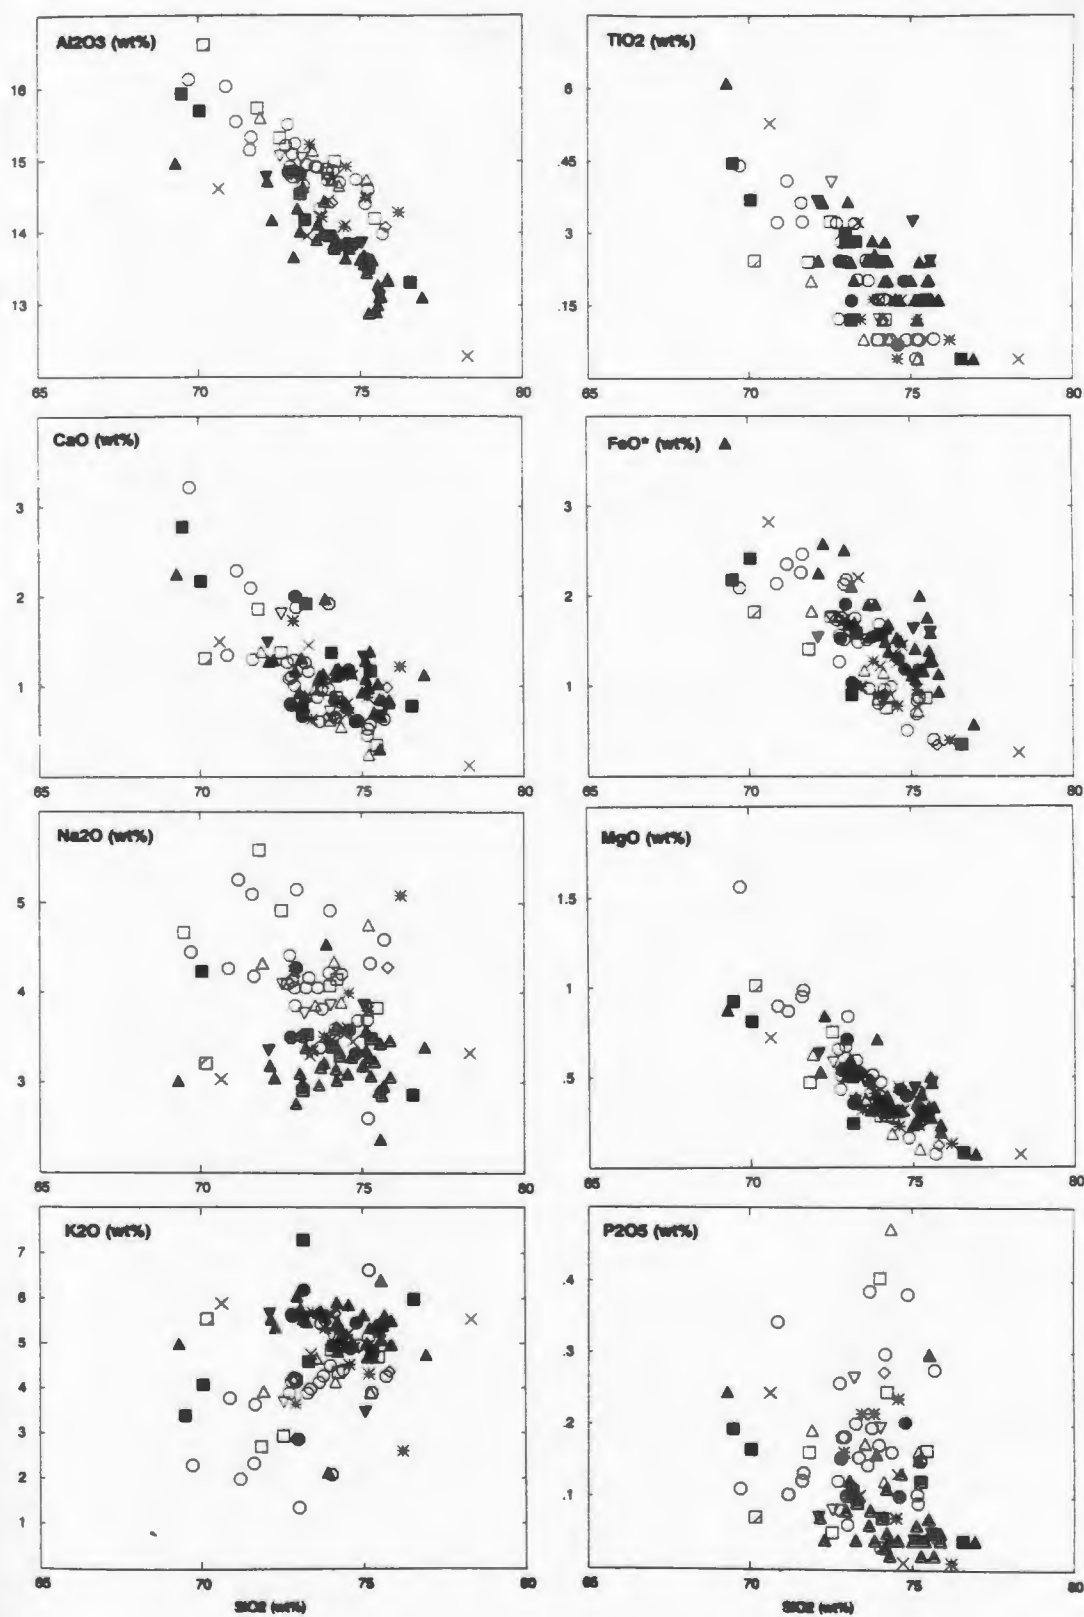 Al2O3 (wt%)
16
15
14
13
65 70 75 80
TiO2 (wt%)
.6
.45
.3
.15
65 70 75 80
CaO (wt%)
3
2
1
65 70 75 80
FeO* (wt%)
3
2
1
65 70 75 80
Na2O (wt%)
5
4
3
65 70 75 80
MgO (wt%)
1.5
1
.5
65 70 75 80
K2O (wt%)
7
6
5
4
3
2
1
65 70 75 80
SiO2 (wt%)
P2O5 (wt%)
.4
.3
.2
.1
65 70 75 80
SiO2 (wt%)